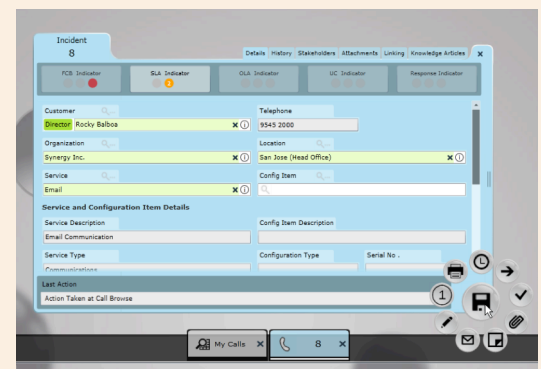 Incident
8
Details History Stakeholders Attachments Linking Knowledge Articles x
FCB Indicator SLA Indicator OLA Indicator UC Indicator Response Indicator
2
Customer Telephone
Director Rocky Balboa 9545 2000
Organization Location
Synergy Inc. San Jose (Head Office)
Service Config Item
Email
Service and Configuration Item Details
Service Description Config Item Description
Email Communication
Service Type Configuration Type Serial No .
Communications
Last Action
Action Taken at Call Browse
1
My Calls x 8 x